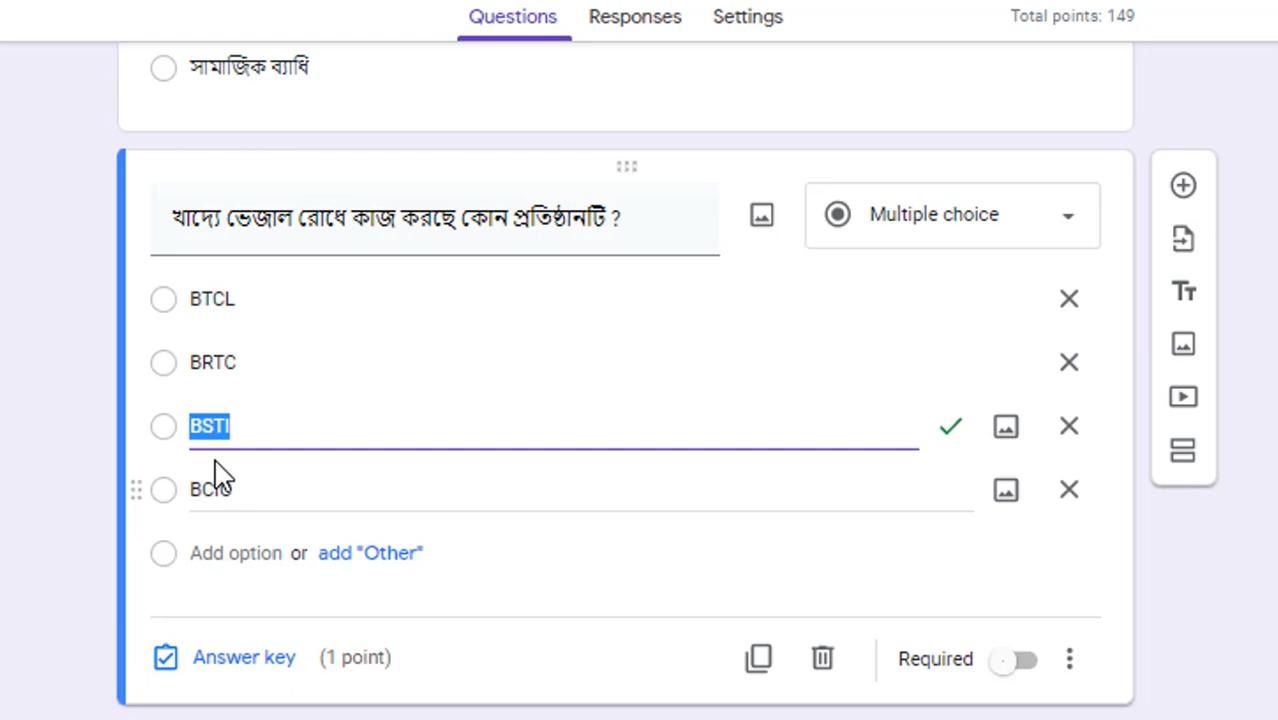 Questions Responses Settings Total points: 149
সামাজিক ব্যাধি
খাদ্যে ভেজাল রোধে কাজ করছে কোন প্রতিষ্ঠানটি ?
Multiple choice
BTCL
BRTC
BSTI
Add option or add "Other"
Answer key (1 point)
Required